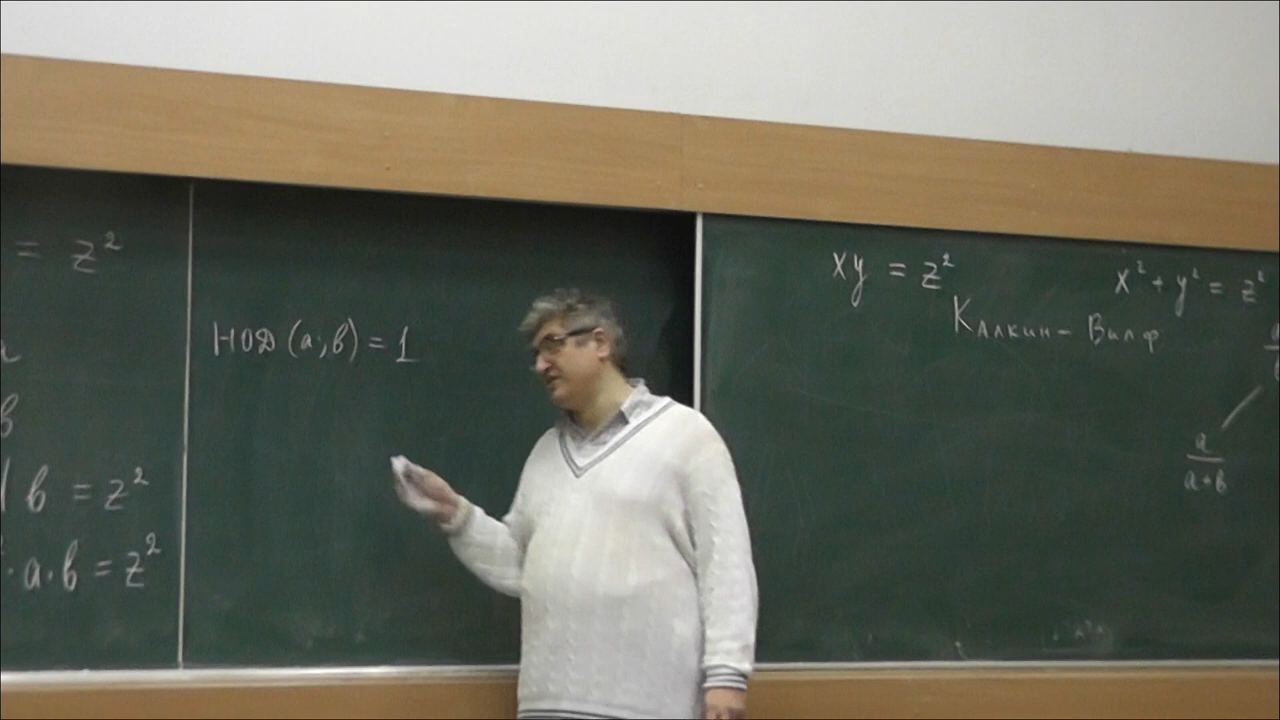 = z²
b
b = z²
· a · b = z²
НОД (a; b) = 1
xy = z²
x² + y² = z²
Калкин – Вилф
a
a+b